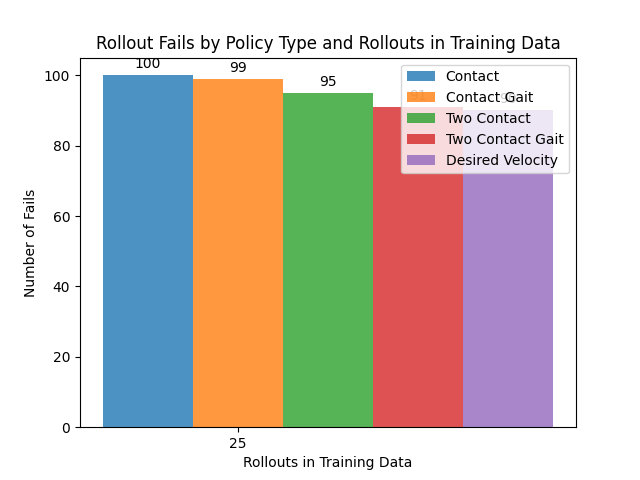 Rollout Fails by Policy Type and Rollouts in Training Data
100
99
95
91
Contact
Contact Gait
Two Contact
Two Contact Gait
Desired Velocity
100
80
60
40
20
0
Number of Fails
25
Rollouts in Training Data